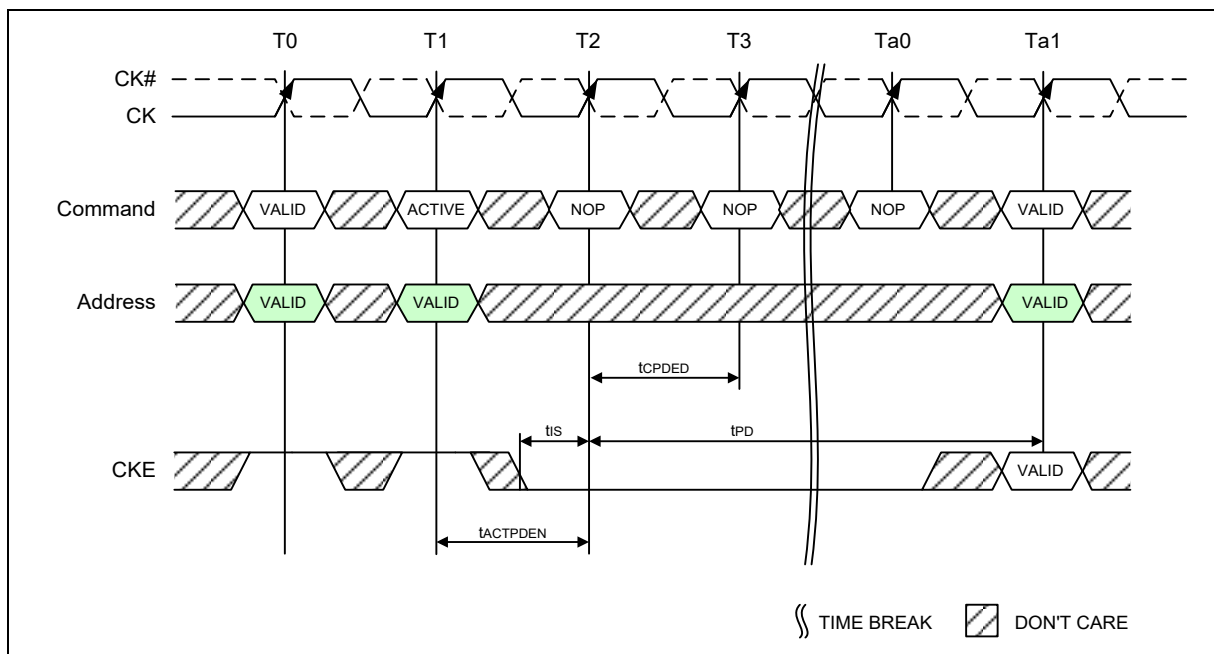 T0 T1 T2 T3 Ta0 Ta1
CK#
CK
Command VALID ACTIVE NOP NOP NOP VALID
Address VALID VALID VALID
tCPDED
tIS tPD
CKE VALID
tACTPDEN
TIME BREAK DON'T CARE